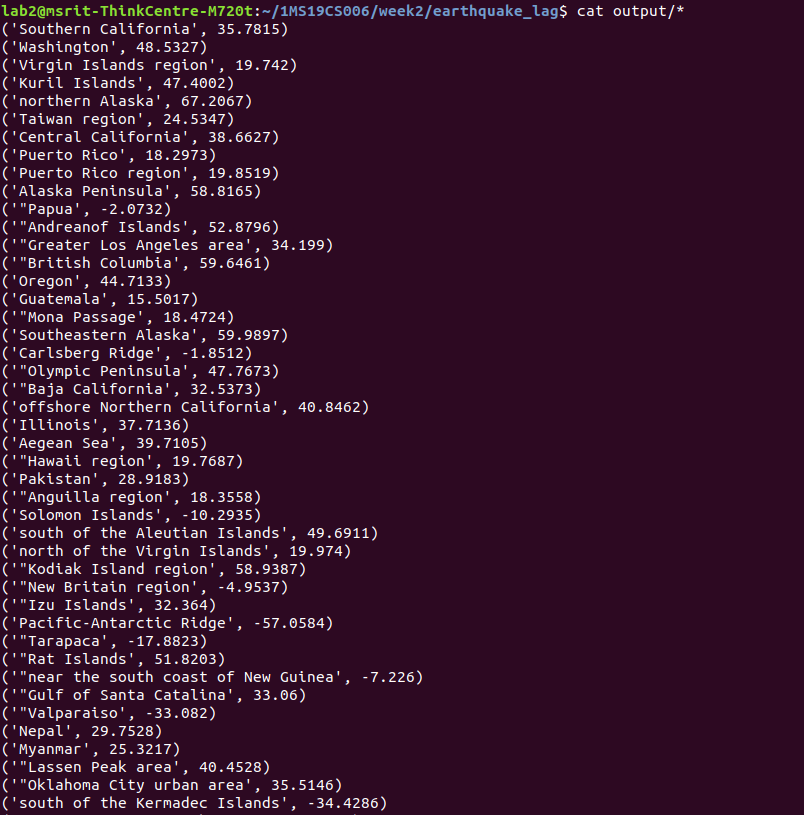 lab2@msrit-ThinkCentre-M720t:~/1MS19CS006/week2/earthquake_lag$ cat output/*
('Southern California', 35.7815)
('Washington', 48.5327)
('Virgin Islands region', 19.742)
('Kuril Islands', 47.4002)
('northern Alaska', 67.2067)
('Taiwan region', 24.5347)
('Central California', 38.6627)
('Puerto Rico', 18.2973)
('Puerto Rico region', 19.8519)
('Alaska Peninsula', 58.8165)
('"Papua', -2.0732)
('"Andreanof Islands', 52.8796)
('"Greater Los Angeles area', 34.199)
('"British Columbia', 59.6461)
('Oregon', 44.7133)
('Guatemala', 15.5017)
('"Mona Passage', 18.4724)
('Southeastern Alaska', 59.9897)
('Carlsberg Ridge', -1.8512)
('"Olympic Peninsula', 47.7673)
('"Baja California', 32.5373)
('offshore Northern California', 40.8462)
('Illinois', 37.7136)
('Aegean Sea', 39.7105)
('"Hawaii region', 19.7687)
('Pakistan', 28.9183)
('"Anguilla region', 18.3558)
('Solomon Islands', -10.2935)
('south of the Aleutian Islands', 49.6911)
('north of the Virgin Islands', 19.974)
('"Kodiak Island region', 58.9387)
('"New Britain region', -4.9537)
('"Izu Islands', 32.364)
('Pacific-Antarctic Ridge', -57.0584)
('"Tarapaca', -17.8823)
('"Rat Islands', 51.8203)
('"near the south coast of New Guinea', -7.226)
('"Gulf of Santa Catalina', 33.06)
('"Valparaiso', -33.082)
('Nepal', 29.7528)
('Myanmar', 25.3217)
('"Lassen Peak area', 40.4528)
('"Oklahoma City urban area', 35.5146)
('south of the Kermadec Islands', -34.4286)